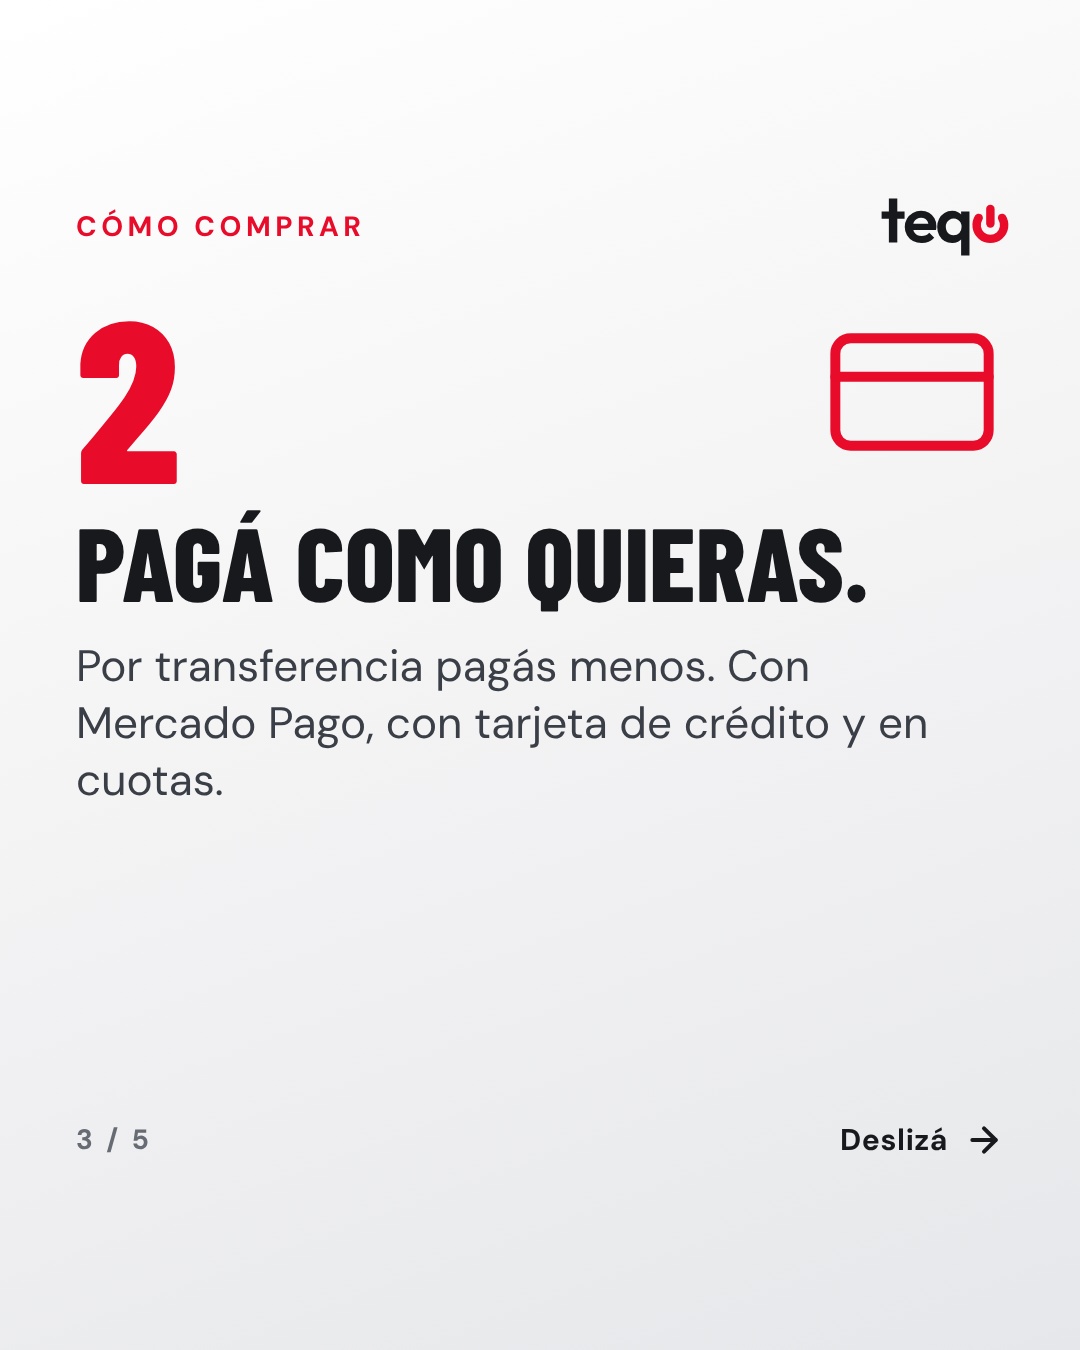 CÓMO COMPRAR
teqo
2
PAGÁ COMO QUIERAS.
Por transferencia pagás menos. Con
Mercado Pago, con tarjeta de crédito y en
cuotas.
3 / 5
Deslizá →